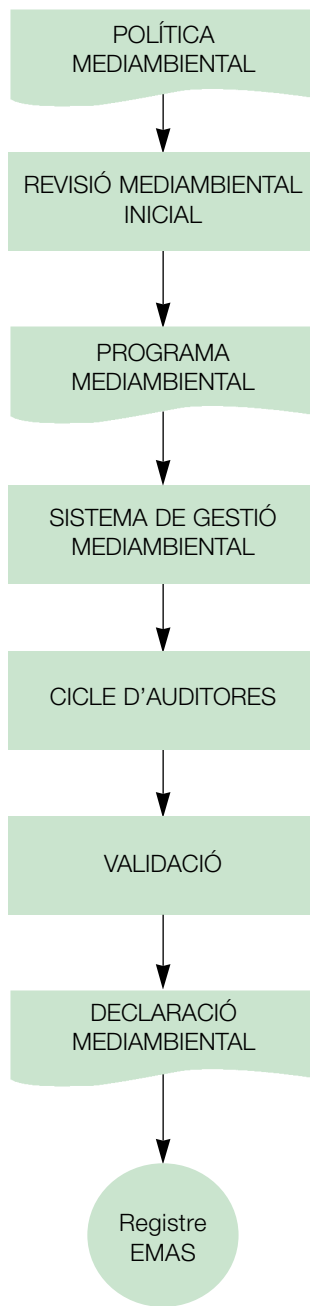 POLÍTICA
MEDIAMBIENTAL
REVISIÓ MEDIAMBIENTAL
INICIAL
PROGRAMA
MEDIAMBIENTAL
SISTEMA DE GESTIÓ
MEDIAMBIENTAL
CICLE D’AUDITORES
VALIDACIÓ
DECLARACIÓ
MEDIAMBIENTAL
Registre
EMAS